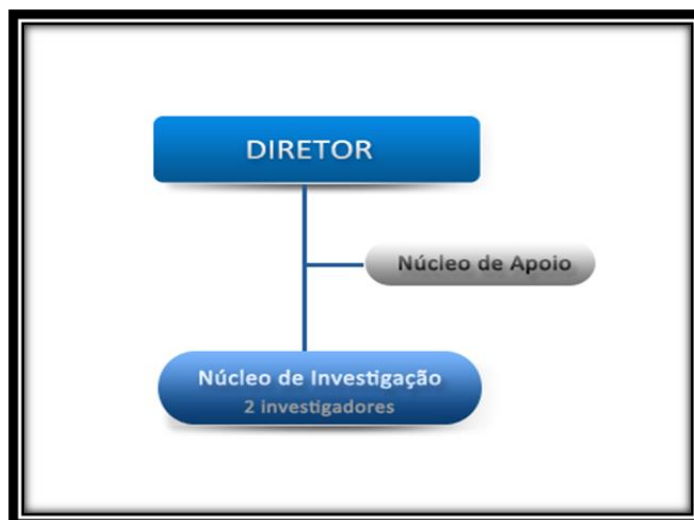 DIRETOR
Núcleo de Apoio
Núcleo de Investigação
2 investigadores